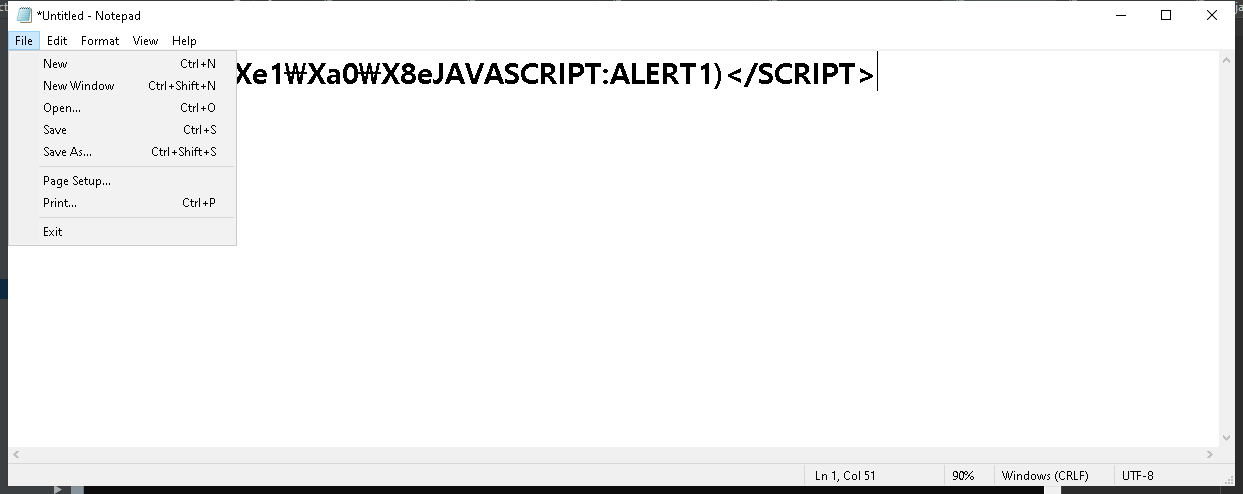 *Untitled - Notepad
File Edit Format View Help
Xe1₩Xa0₩X8eJAVASCRIPT:ALERT1)</SCRIPT>
New Ctrl+N
New Window Ctrl+Shift+N
Open... Ctrl+O
Save Ctrl+S
Save As... Ctrl+Shift+S
Page Setup...
Print... Ctrl+P
Exit
Ln 1, Col 51 90% Windows (CRLF) UTF-8